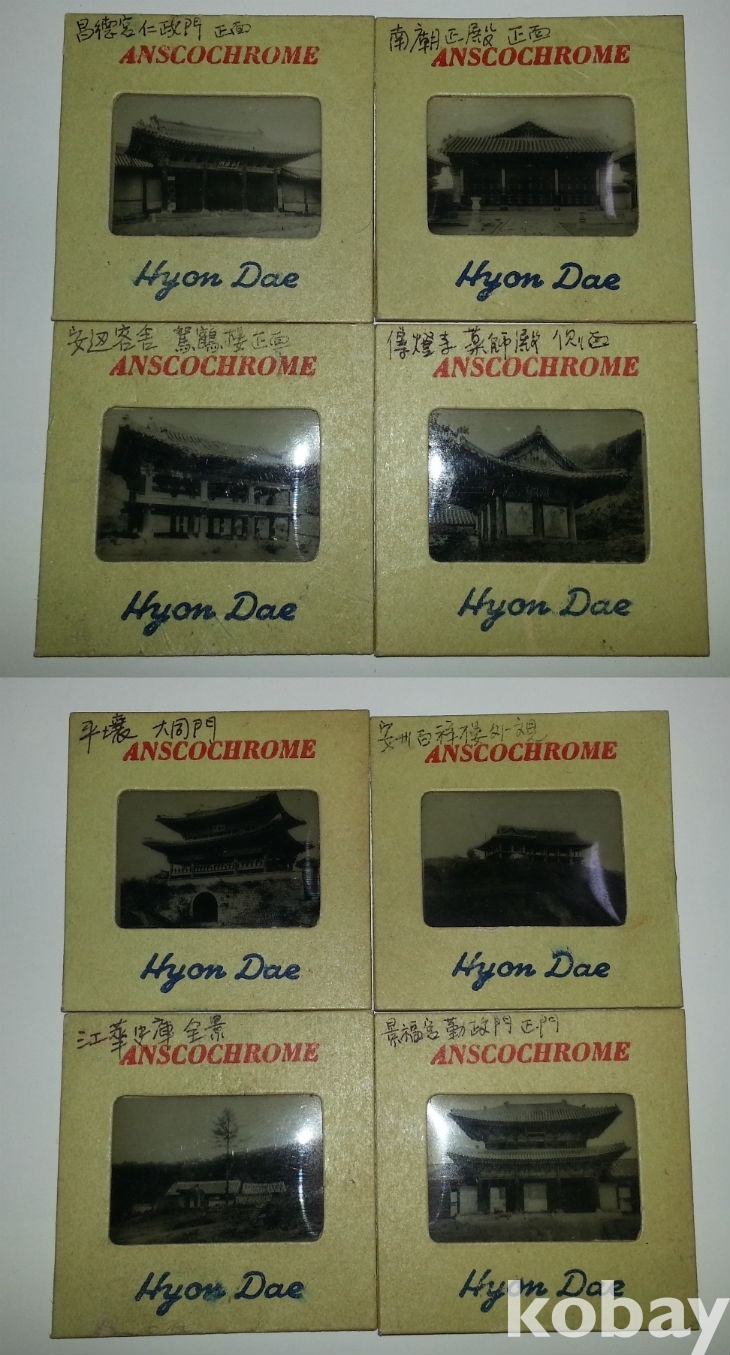 昌德宮仁政門 正面
ANSCOCHROME
Hyon Dae
南廟正殿 正面
ANSCOCHROME
Hyon Dae
安边客舍 駕鶴樓正面
ANSCOCHROME
Hyon Dae
傳燈寺 藥師殿 側面
ANSCOCHROME
Hyon Dae
平壤 大同門
ANSCOCHROME
Hyon Dae
安州百祥樓外観
ANSCOCHROME
Hyon Dae
江華史庫 全景
ANSCOCHROME
Hyon Dae
景福宮勤政門 正門
ANSCOCHROME
Hyon Dae
kobay